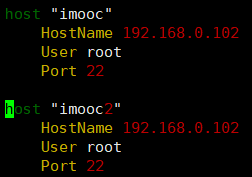 host "imooc"
    HostName 192.168.0.102
    User root
    Port 22

host "imooc2"
    HostName 192.168.0.102
    User root
    Port 22